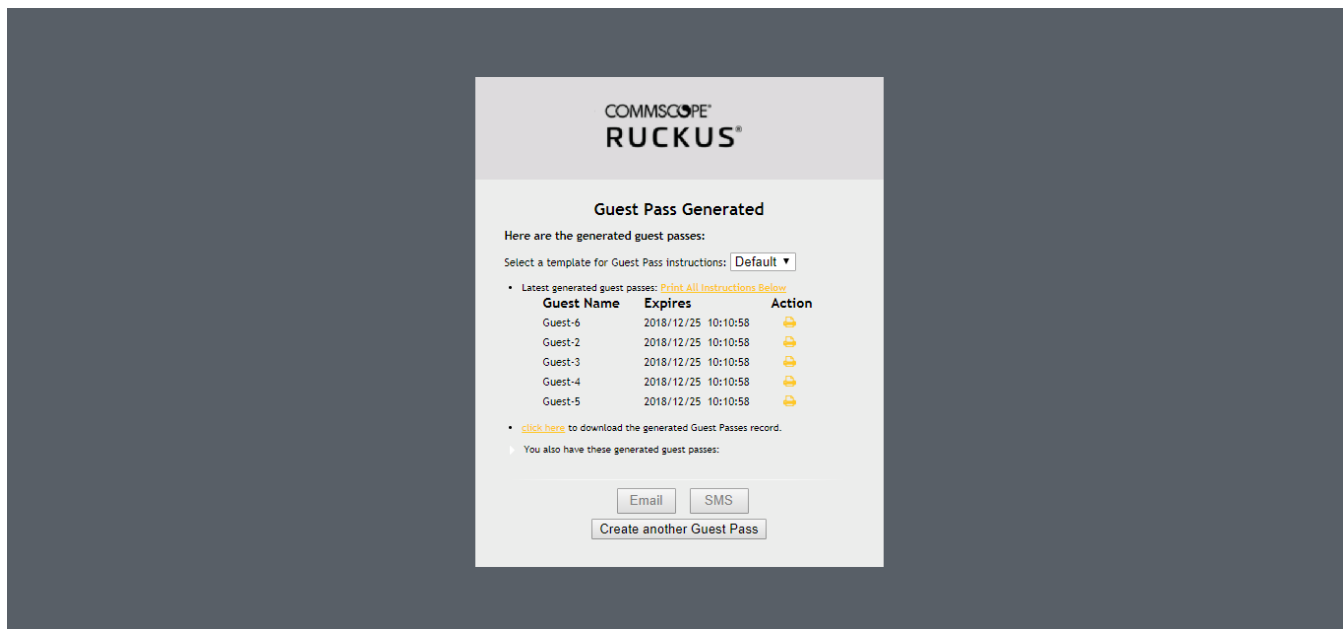 COMMSCOPE®
RUCKUS®
Guest Pass Generated
Here are the generated guest passes:
Select a template for Guest Pass instructions: Default ▼
• Latest generated guest passes: Print All Instructions Below
Guest Name Expires Action
Guest-6 2018/12/25 10:10:58
Guest-2 2018/12/25 10:10:58
Guest-3 2018/12/25 10:10:58
Guest-4 2018/12/25 10:10:58
Guest-5 2018/12/25 10:10:58
• click here to download the generated Guest Passes record.
You also have these generated guest passes:
Email SMS
Create another Guest Pass